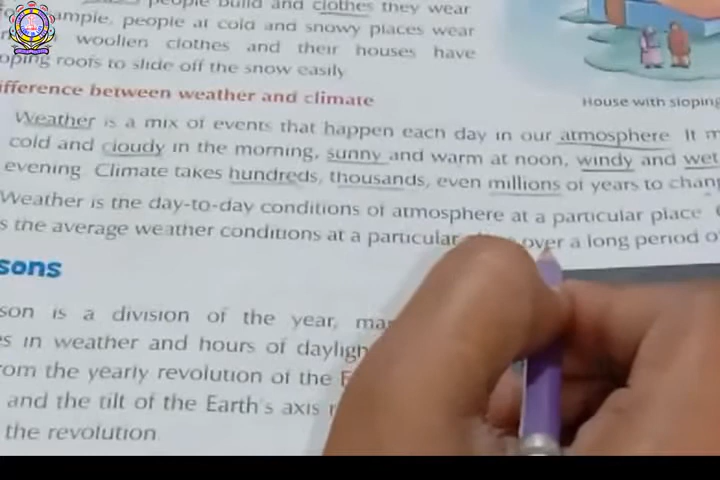 people build and clothes they wear
example, people at cold and snowy places wear
woollen clothes and their houses have
oping roofs to slide off the snow easily
House with sloping
ifference between weather and climate
Weather is a mix of events that happen each day in our atmosphere. It m
cold and cloudy in the morning, sunny and warm at noon, windy and wet
evening. Climate takes hundreds, thousands, even millions of years to chang
Weather is the day-to-day conditions of atmosphere at a particular place
s the average weather conditions at a particular over a long period o
sons
son is a division of the year, ma
es in weather and hours of dayligh
rom the yearly revolution of the E
and the tilt of the Earth's axis
the revolution